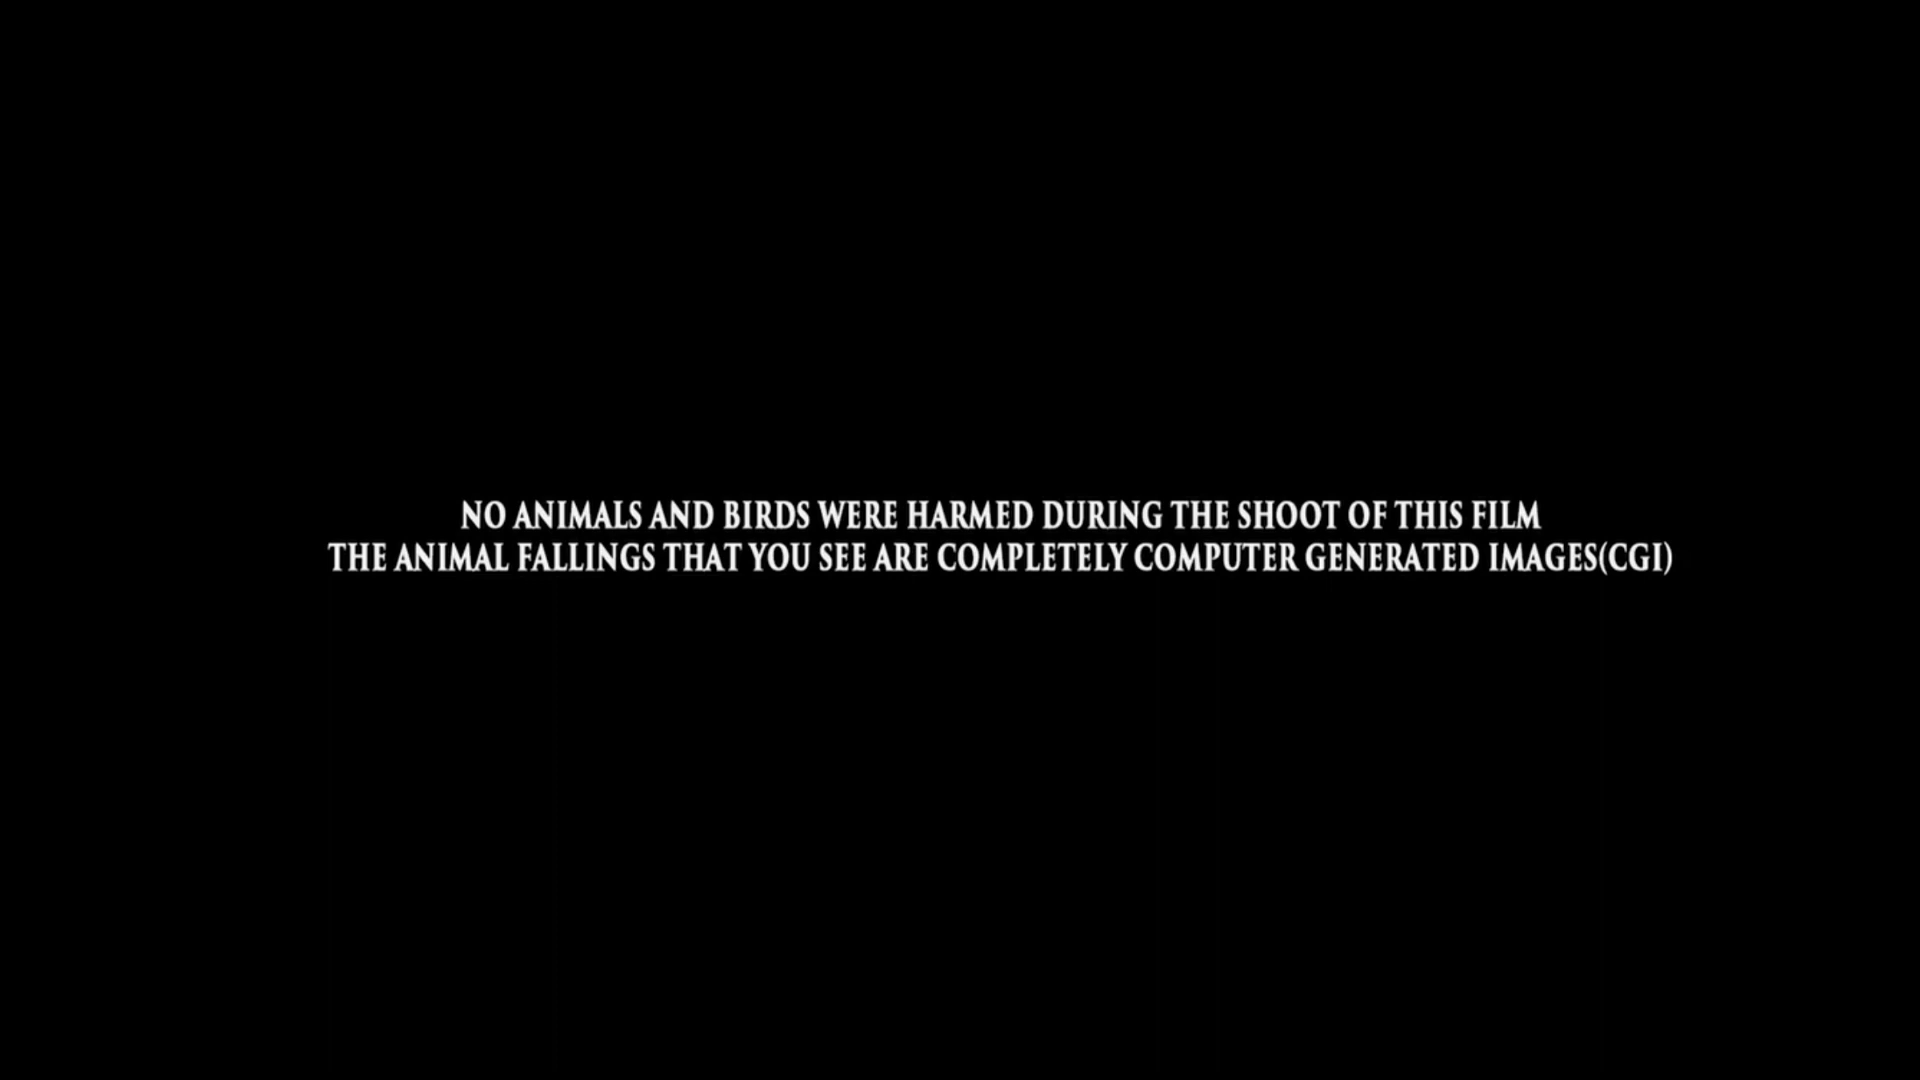 NO ANIMALS AND BIRDS WERE HARMED DURING THE SHOOT OF THIS FILM
THE ANIMAL FALLINGS THAT YOU SEE ARE COMPLETELY COMPUTER GENERATED IMAGES(CGI)